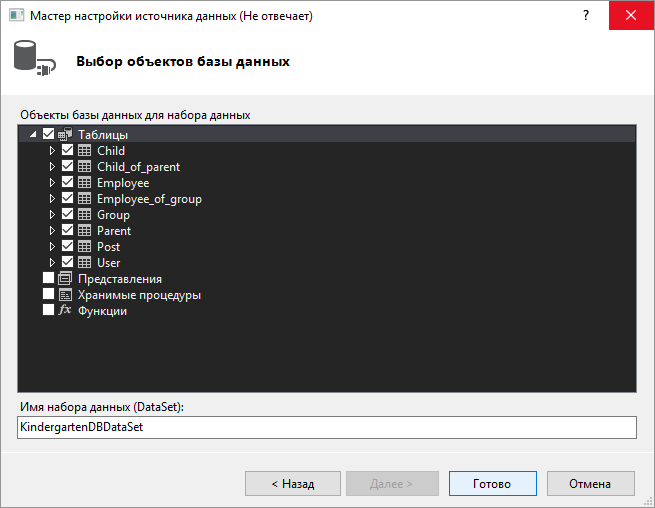 Мастер настройки источника данных (Не отвечает)
?
Выбор объектов базы данных
Объекты базы данных для набора данных
Таблицы
Child
Child_of_parent
Employee
Employee_of_group
Group
Parent
Post
User
Представления
Хранимые процедуры
fx Функции
Имя набора данных (DataSet):
KindergartenDBDataSet
< Назад Далее > Готово Отмена